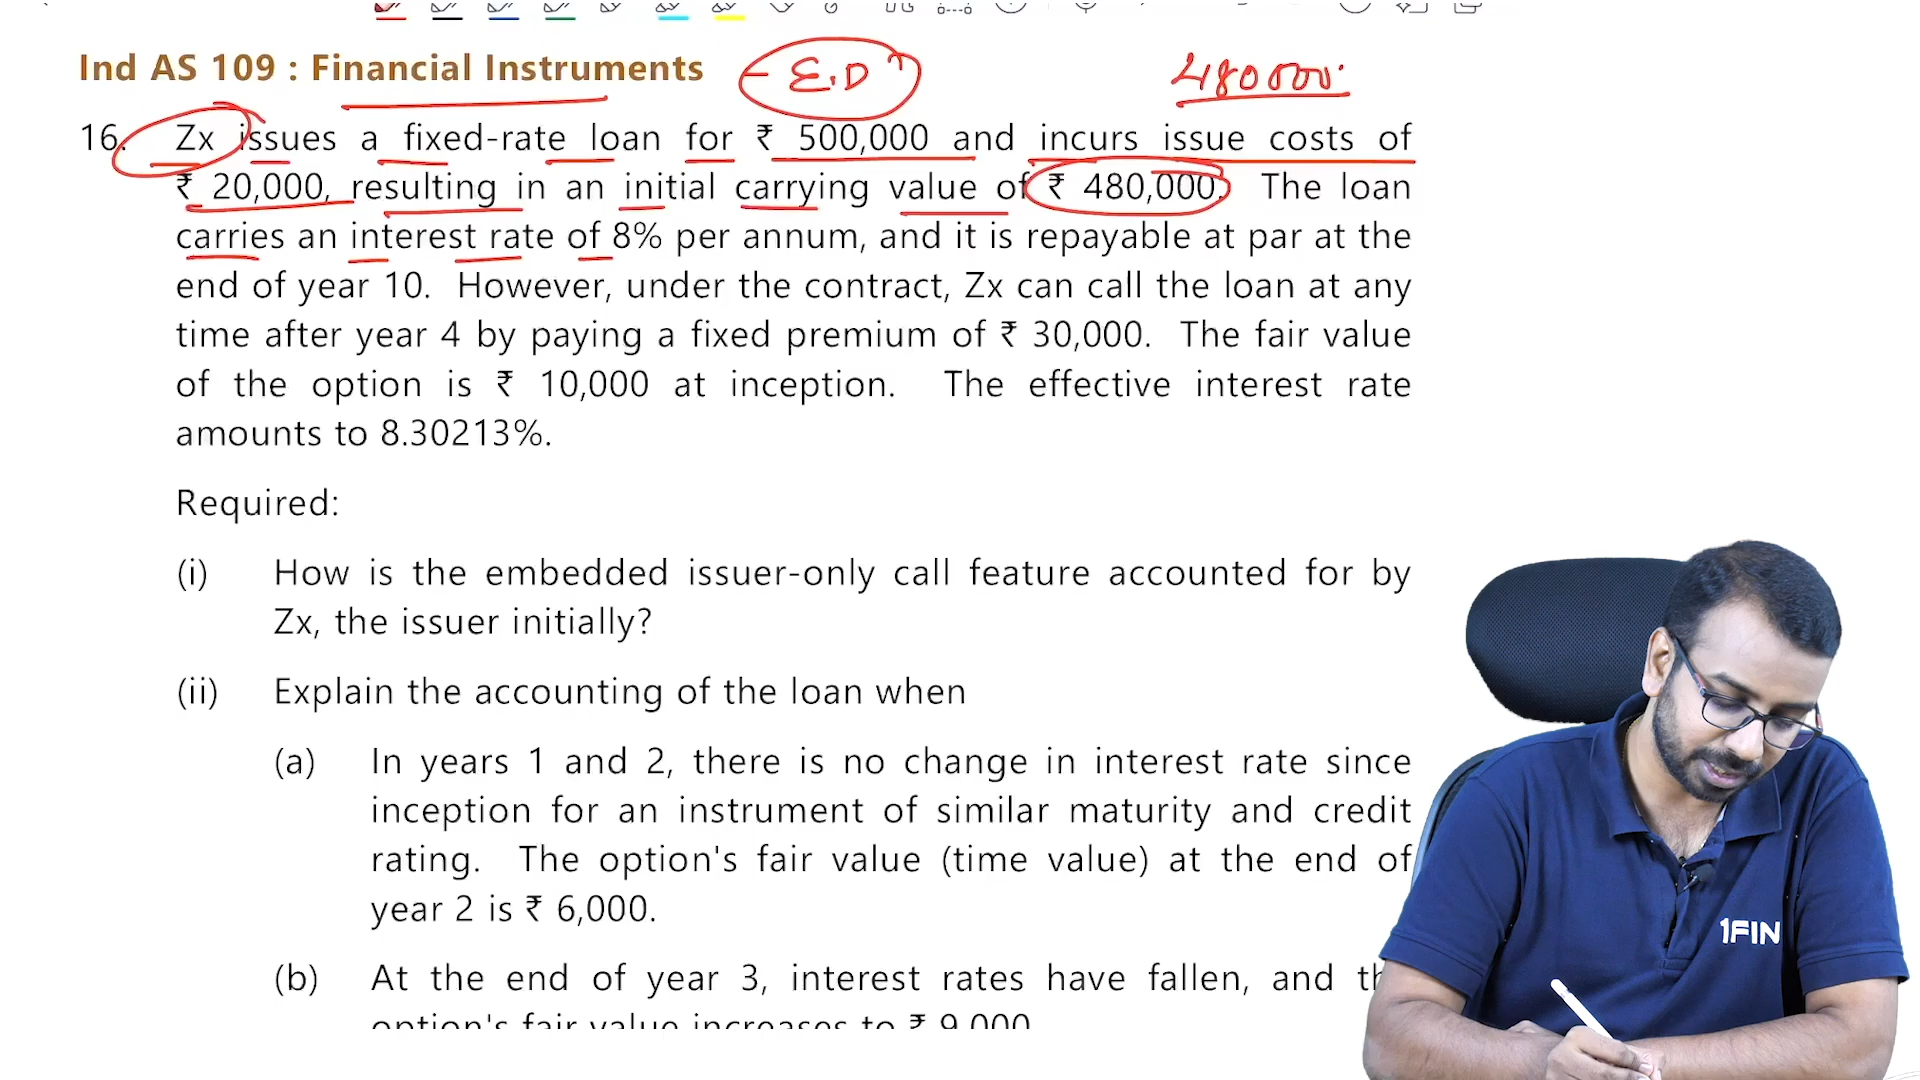 Ind AS 109 : Financial Instruments - E.D 480000
16. Zx issues a fixed-rate loan for ₹ 500,000 and incurs issue costs of
₹ 20,000, resulting in an initial carrying value of ₹ 480,000. The loan
carries an interest rate of 8% per annum, and it is repayable at par at the
end of year 10. However, under the contract, Zx can call the loan at any
time after year 4 by paying a fixed premium of ₹ 30,000. The fair value
of the option is ₹ 10,000 at inception. The effective interest rate
amounts to 8.30213%.
Required:
(i) How is the embedded issuer-only call feature accounted for by
Zx, the issuer initially?
(ii) Explain the accounting of the loan when
(a) In years 1 and 2, there is no change in interest rate since
inception for an instrument of similar maturity and credit
rating. The option's fair value (time value) at the end of
year 2 is ₹ 6,000.
(b) At the end of year 3, interest rates have fallen, and
option's fair value increases to ₹ 9,000
1FIN